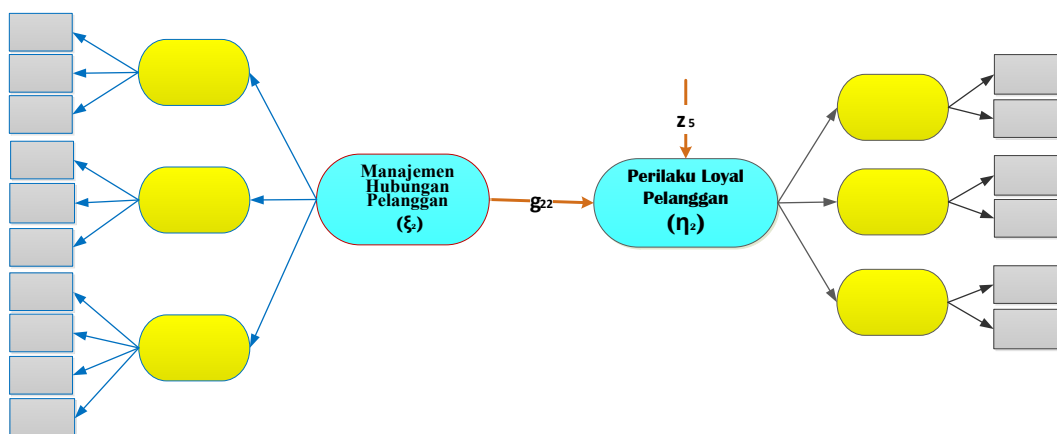 Manajemen
Hubungan
Pelanggan
(ξ₂)
g₂₂
z ₅
Perilaku Loyal
Pelanggan
(η₂)